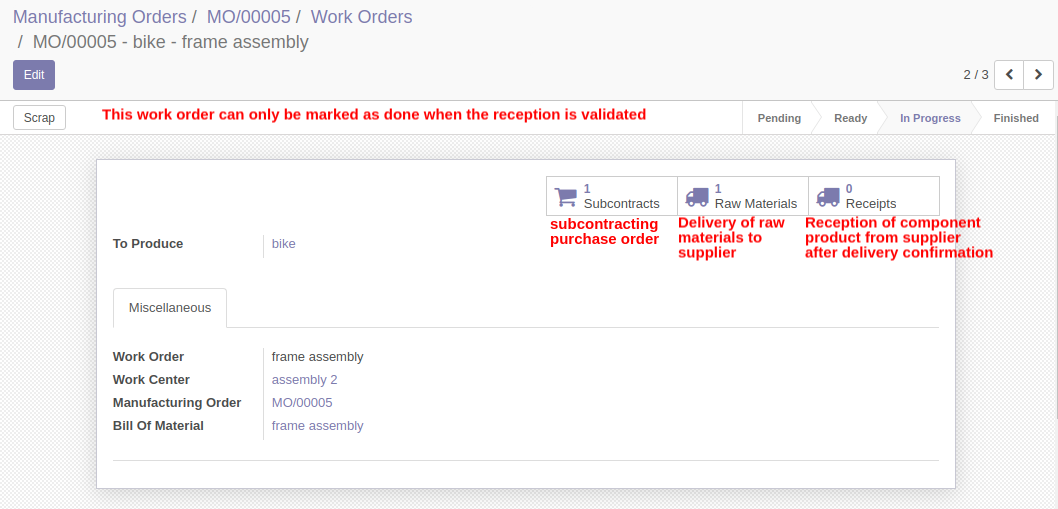 Manufacturing Orders / MO/00005 / Work Orders
/ MO/00005 - bike - frame assembly
Edit
2 / 3
Scrap
This work order can only be marked as done when the reception is validated
Pending
Ready
In Progress
Finished
1
Subcontracts
1
Raw Materials
0
Receipts
subcontracting
purchase order
Delivery of raw
materials to
supplier
Reception of component
product from supplier
after delivery confirmation
To Produce
bike
Miscellaneous
Work Order
frame assembly
Work Center
assembly 2
Manufacturing Order
MO/00005
Bill Of Material
frame assembly